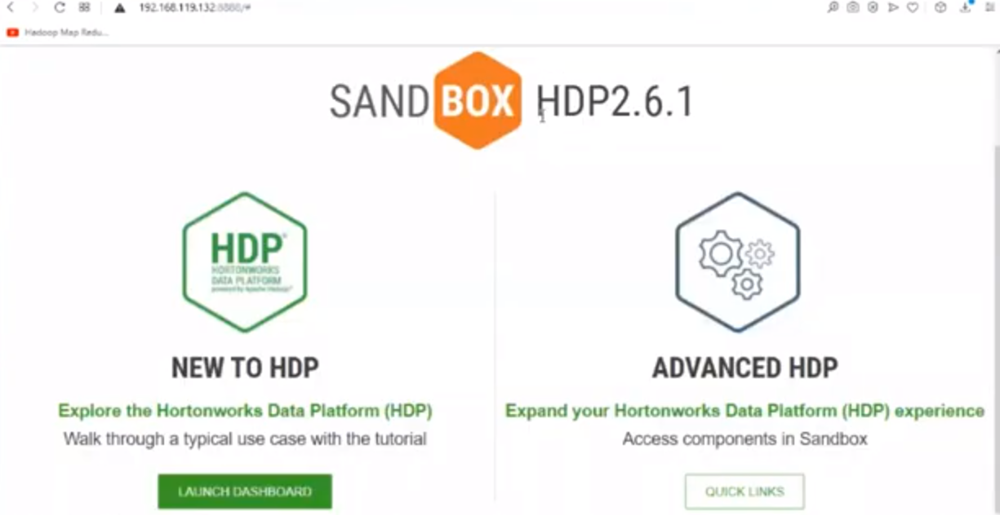 192.168.119.132:8888/#
Hadoop Map Redu...
SANDBOX HDP2.6.1
HDP®
HORTONWORKS
DATA PLATFORM
powered by Apache Hadoop®
NEW TO HDP
Explore the Hortonworks Data Platform (HDP)
Walk through a typical use case with the tutorial
LAUNCH DASHBOARD
ADVANCED HDP
Expand your Hortonworks Data Platform (HDP) experience
Access components in Sandbox
QUICK LINKS